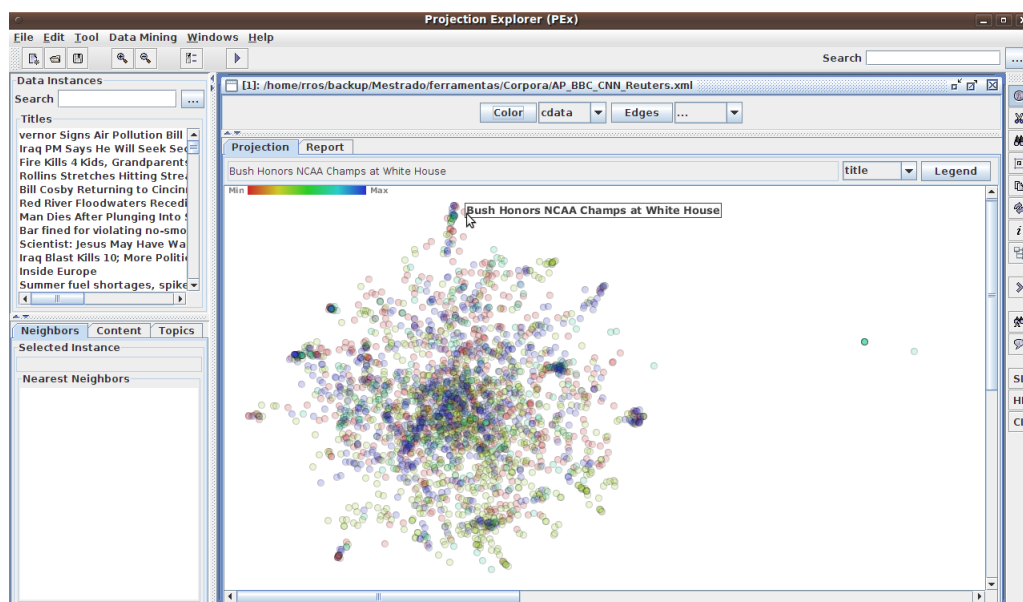 Projection Explorer (PEx)
File Edit Tool Data Mining Windows Help
Search ...
Data Instances
Search ...
Titles
vernor Signs Air Pollution Bill
Iraq PM Says He Will Seek Sec
Fire Kills 4 Kids, Grandparents
Rollins Stretches Hitting Strea
Bill Cosby Returning to Cincin
Red River Floodwaters Recedi
Man Dies After Plunging Into S
Bar fined for violating no-smo
Scientist: Jesus May Have Wa
Iraq Blast Kills 10; More Politi
Inside Europe
Summer fuel shortages, spike
Neighbors Content Topics
Selected Instance
Nearest Neighbors
[1]: /home/rros/backup/Mestrado/ferramentas/Corpora/AP_BBC_CNN_Reuters.xml
Color cdata Edges ...
Projection Report
Bush Honors NCAA Champs at White House title Legend
Min Max
Bush Honors NCAA Champs at White House